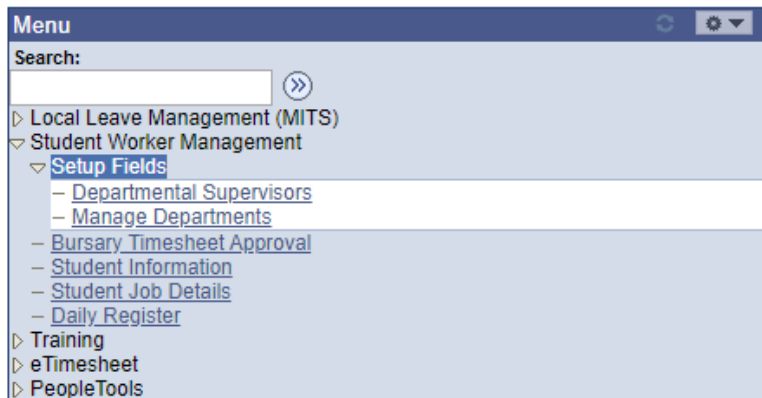 Menu
Search:
Local Leave Management (MITS)
Student Worker Management
Setup Fields
– Departmental Supervisors
– Manage Departments
– Bursary Timesheet Approval
– Student Information
– Student Job Details
– Daily Register
Training
eTimesheet
PeopleTools